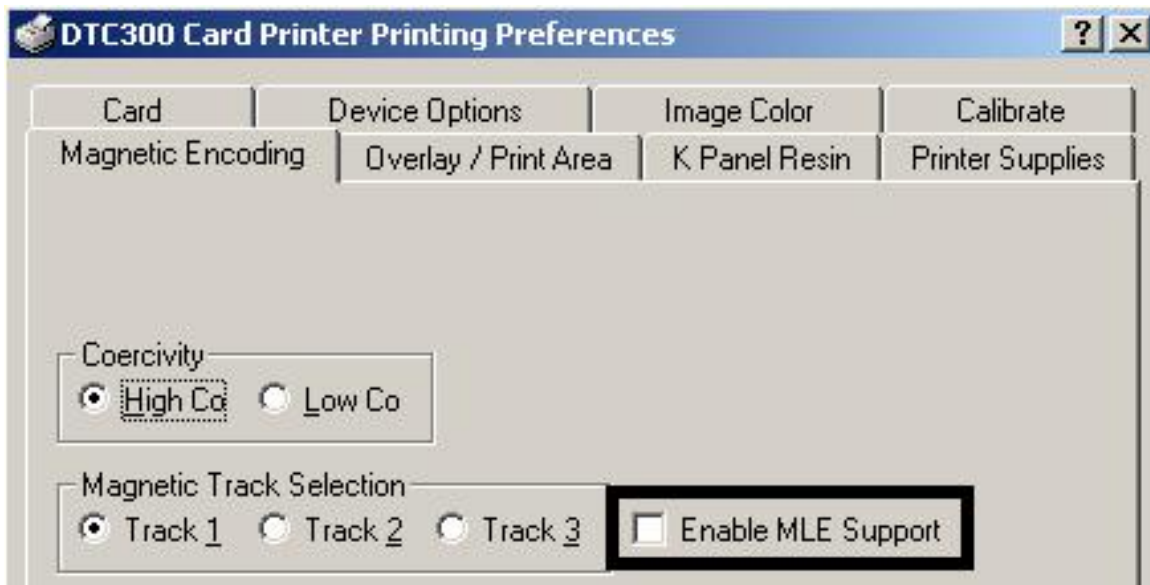 DTC300 Card Printer Printing Preferences
Card Device Options Image Color Calibrate
Magnetic Encoding Overlay / Print Area K Panel Resin Printer Supplies
Coercivity
High Co Low Co
Magnetic Track Selection
Track 1 Track 2 Track 3 Enable MLE Support